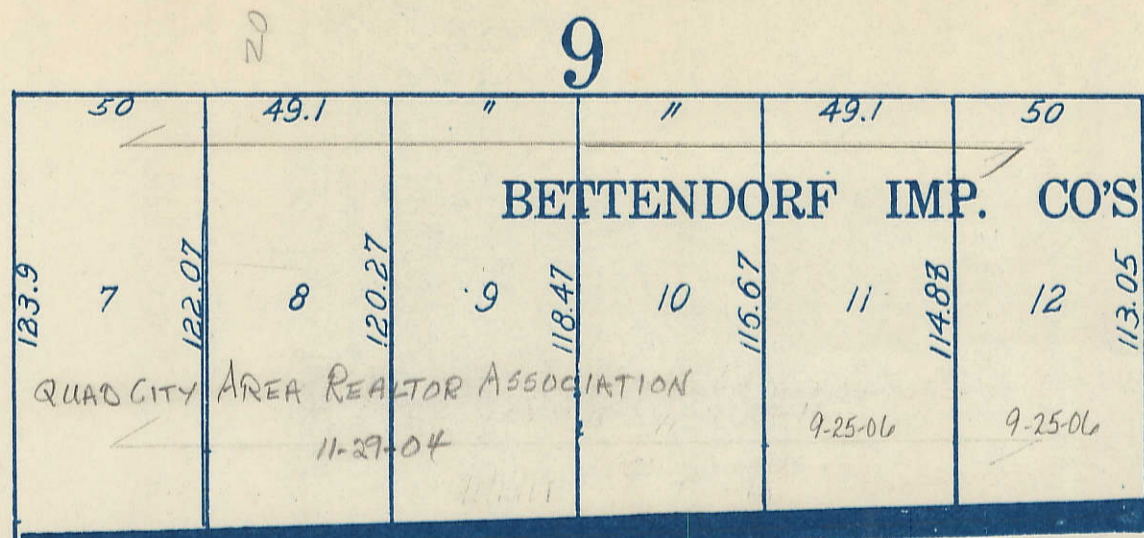 20
9
50 49.1 " " 49.1 50
BETTENDORF IMP. CO'S
123.9 7 122.07 8 120.27 9 118.47 10 116.67 11 114.88 12 113.05
QUAD CITY AREA REALTOR ASSOCIATION
11-29-04 9-25-06 9-25-06